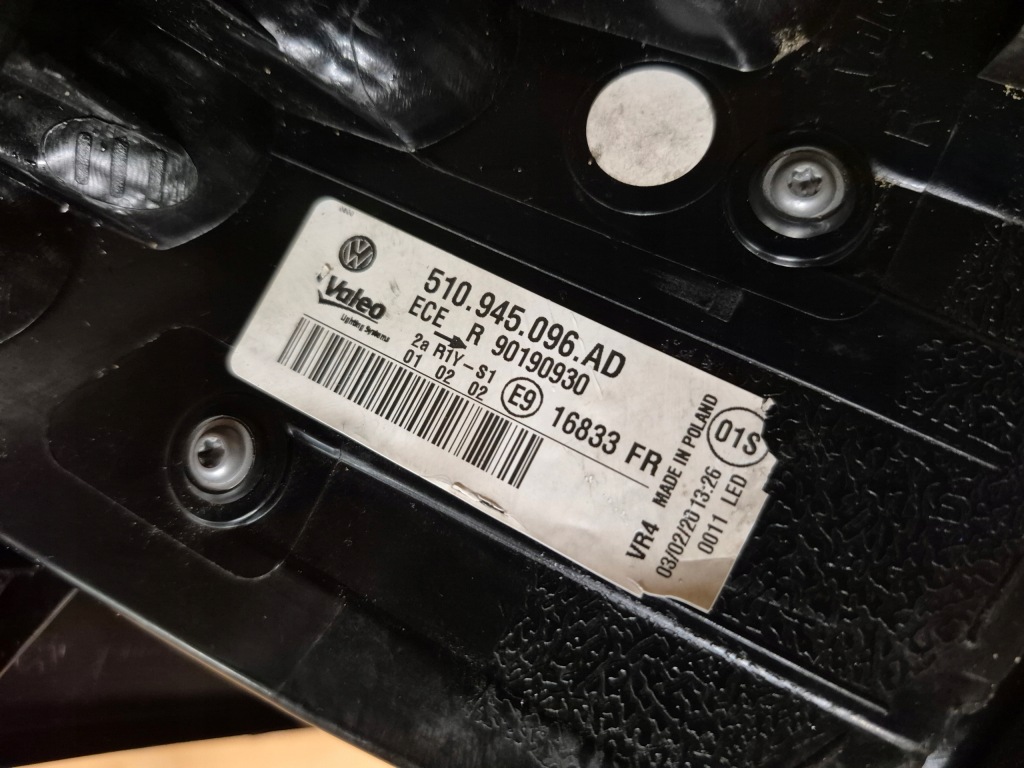 VW
Valeo
Lighting Systems
510.945.096.AD
ECE R 90190930
2a R1Y-S1
01 02 02
E9
16833 FR
VR4 MADE IN POLAND
03/02/20 13:26
0011 LED
01S